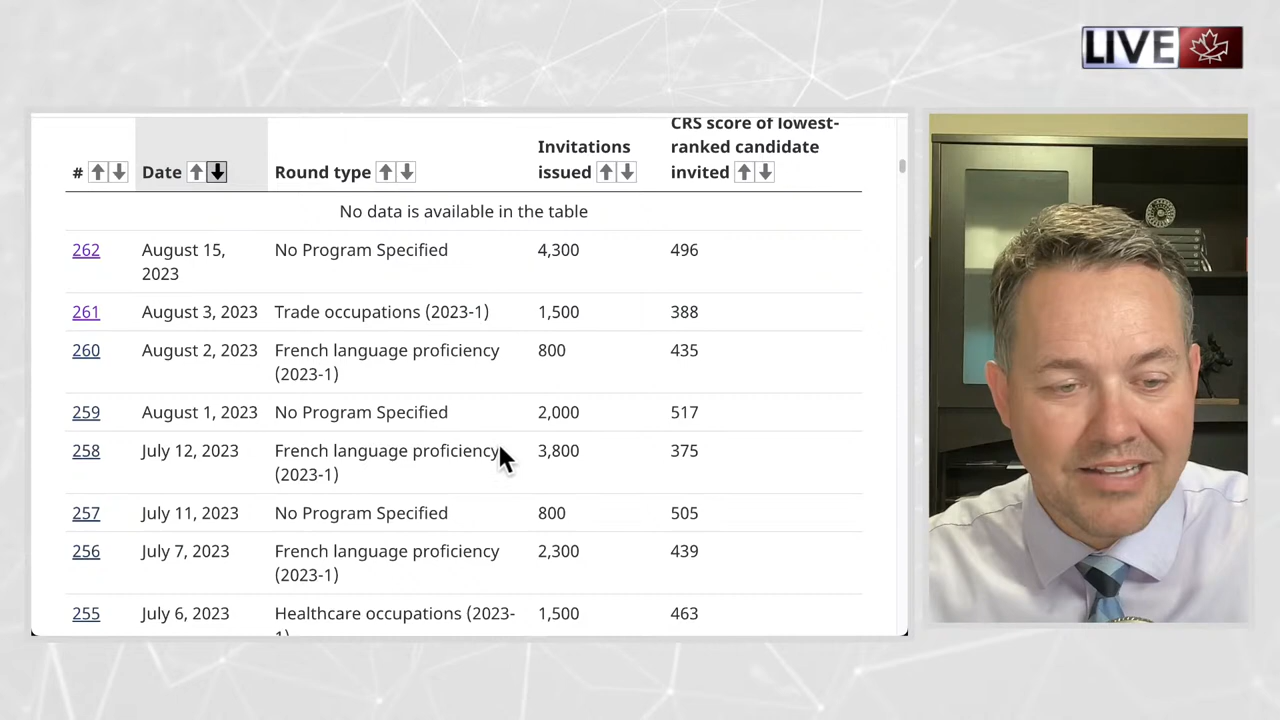 LIVE
CRS score of lowest-
Invitations ranked candidate
# Date Round type issued invited
No data is available in the table
262 August 15, No Program Specified 4,300 496
2023
261 August 3, 2023 Trade occupations (2023-1) 1,500 388
260 August 2, 2023 French language proficiency 800 435
(2023-1)
259 August 1, 2023 No Program Specified 2,000 517
258 July 12, 2023 French language proficiency 3,800 375
(2023-1)
257 July 11, 2023 No Program Specified 800 505
256 July 7, 2023 French language proficiency 2,300 439
(2023-1)
255 July 6, 2023 Healthcare occupations (2023- 1,500 463
1)